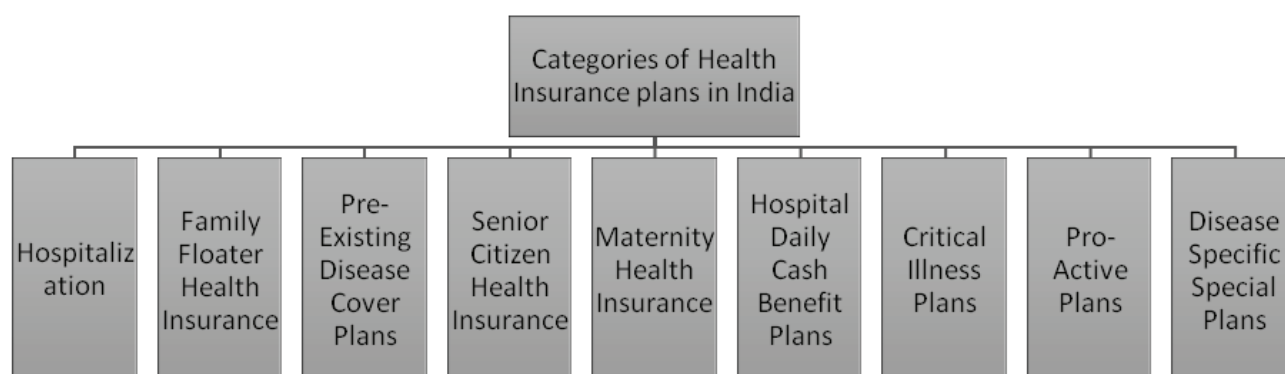 Categories of Health
Insurance plans in India
Hospitaliz
ation
Family
Floater
Health
Insurance
Pre-
Existing
Disease
Cover
Plans
Senior
Citizen
Health
Insurance
Maternity
Health
Insurance
Hospital
Daily
Cash
Benefit
Plans
Critical
Illness
Plans
Pro-
Active
Plans
Disease
Specific
Special
Plans